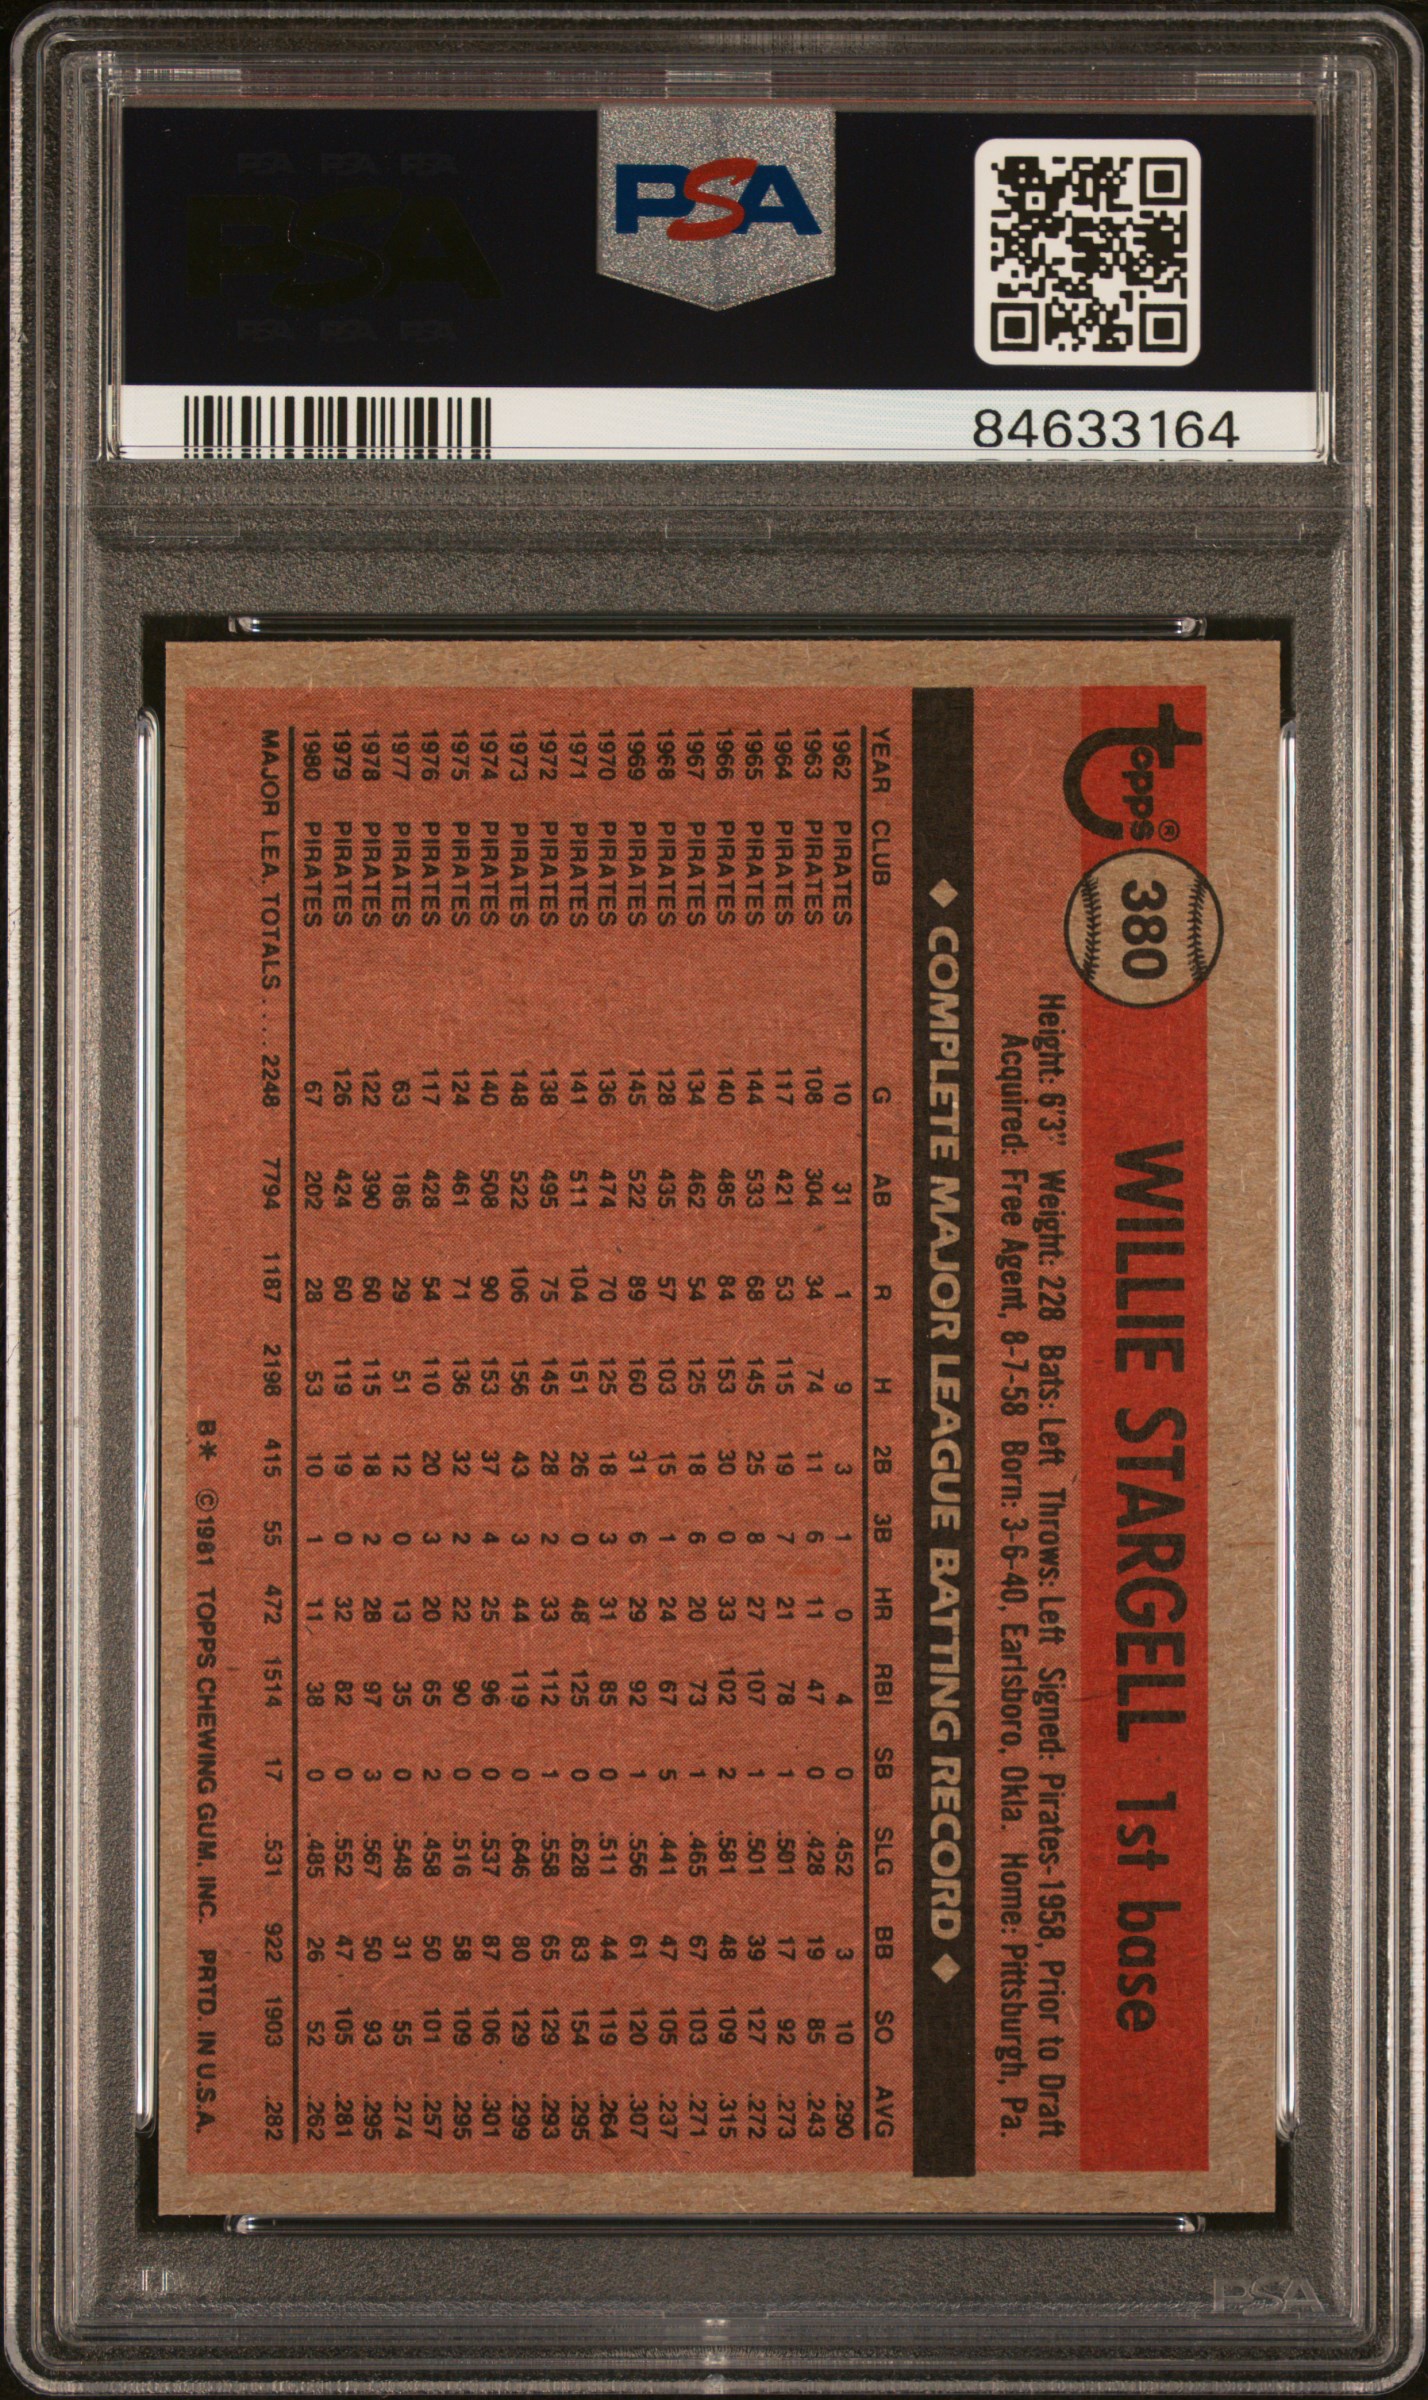 PSA PSA PSA
PSA
PSA PSA PSA
PSA
84633164
topps® 380 WILLIE STARGELL 1st base
Height: 6'3" Weight: 228 Bats: Left Throws: Left Signed: Pirates-1958, Prior to Draft
Acquired: Free Agent, 8-7-58 Born: 3-6-40, Earlsboro, Okla. Home: Pittsburgh, Pa.
◆ COMPLETE MAJOR LEAGUE BATTING RECORD ◆
YEAR CLUB G AB R H 2B 3B HR RBI SB SLG BB SO AVG
1962 PIRATES 10 31 1 9 3 1 0 4 0 .452 3 10 .290
1963 PIRATES 108 304 34 74 11 6 11 47 0 .428 19 85 .243
1964 PIRATES 117 421 53 115 19 7 21 78 1 .501 17 92 .273
1965 PIRATES 144 533 68 145 25 8 27 107 1 .501 39 127 .272
1966 PIRATES 140 485 84 153 30 0 33 102 2 .581 48 109 .315
1967 PIRATES 134 462 54 125 18 6 20 73 1 .465 67 103 .271
1968 PIRATES 128 435 57 103 15 1 24 67 5 .441 47 105 .237
1969 PIRATES 145 522 89 160 31 6 29 92 1 .556 61 120 .307
1970 PIRATES 136 474 70 125 18 3 31 85 0 .511 44 119 .264
1971 PIRATES 141 511 104 151 26 0 48 125 0 .628 83 154 .295
1972 PIRATES 138 495 75 145 28 2 33 112 1 .558 65 129 .293
1973 PIRATES 148 522 106 156 43 3 44 119 0 .646 80 129 .299
1974 PIRATES 140 508 90 153 37 4 25 96 0 .537 87 106 .301
1975 PIRATES 124 461 71 136 32 2 22 90 0 .516 58 109 .295
1976 PIRATES 117 428 54 110 20 3 20 65 2 .458 50 101 .257
1977 PIRATES 63 186 29 51 12 0 13 35 0 .548 31 55 .274
1978 PIRATES 122 390 60 115 18 2 28 97 3 .567 50 93 .295
1979 PIRATES 126 424 60 119 19 0 32 82 0 .552 47 105 .281
1980 PIRATES 67 202 28 53 10 1 11 38 0 .485 26 52 .262
MAJOR LEA. TOTALS.... 2248 7794 1187 2198 415 55 472 1514 17 .531 922 1903 .282
B* ©1981 TOPPS CHEWING GUM, INC. PRTD. IN U.S.A.
PSA